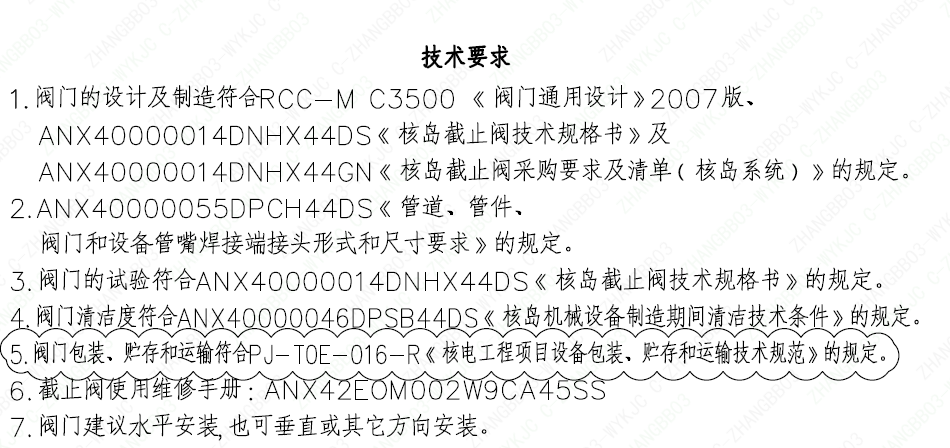 技术要求
1.阀门的设计及制造符合RCC-M C3500《阀门通用设计》2007版、
ANX40000014DNHX44DS《核岛截止阀技术规格书》及
ANX40000014DNHX44GN《核岛截止阀采购要求及清单(核岛系统)》的规定。
2.ANX40000055DPCH44DS《管道、管件、
阀门和设备管嘴焊接端接头形式和尺寸要求》的规定。
3.阀门的试验符合ANX40000014DNHX44DS《核岛截止阀技术规格书》的规定。
4.阀门清洁度符合ANX40000046DPSB44DS《核岛机械设备制造期间清洁技术条件》的规定。
5.阀门包装、贮存和运输符合PJ-TOE-016-R《核电工程项目设备包装、贮存和运输技术规范》的规定。
6.截止阀使用维修手册:ANX42EOM002W9CA45SS
7.阀门建议水平安装,也可垂直或其它方向安装。